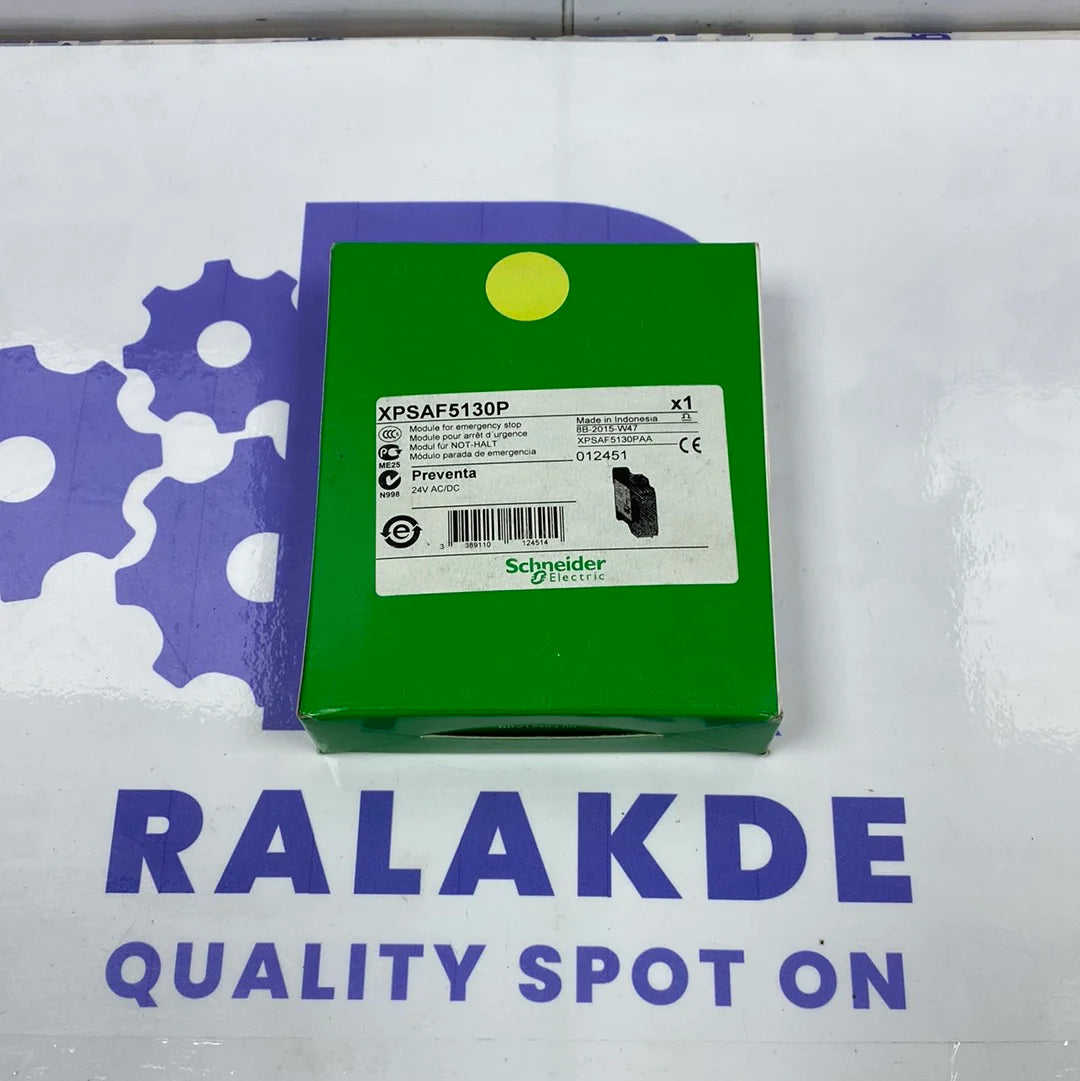 XPSAF5130P
x1
Module for emergency stop
Module pour arrêt d'urgence
Modul für NOT-HALT
Módulo parada de emergencia
Made in Indonesia
8B-2015-W47
XPSAF5130PAA
012451
CE
CCC
PC
ME25
N998
Preventa
24V AC/DC
e
3 389110 124514
Schneider
Electric
RALAKDE
QUALITY SPOT ON